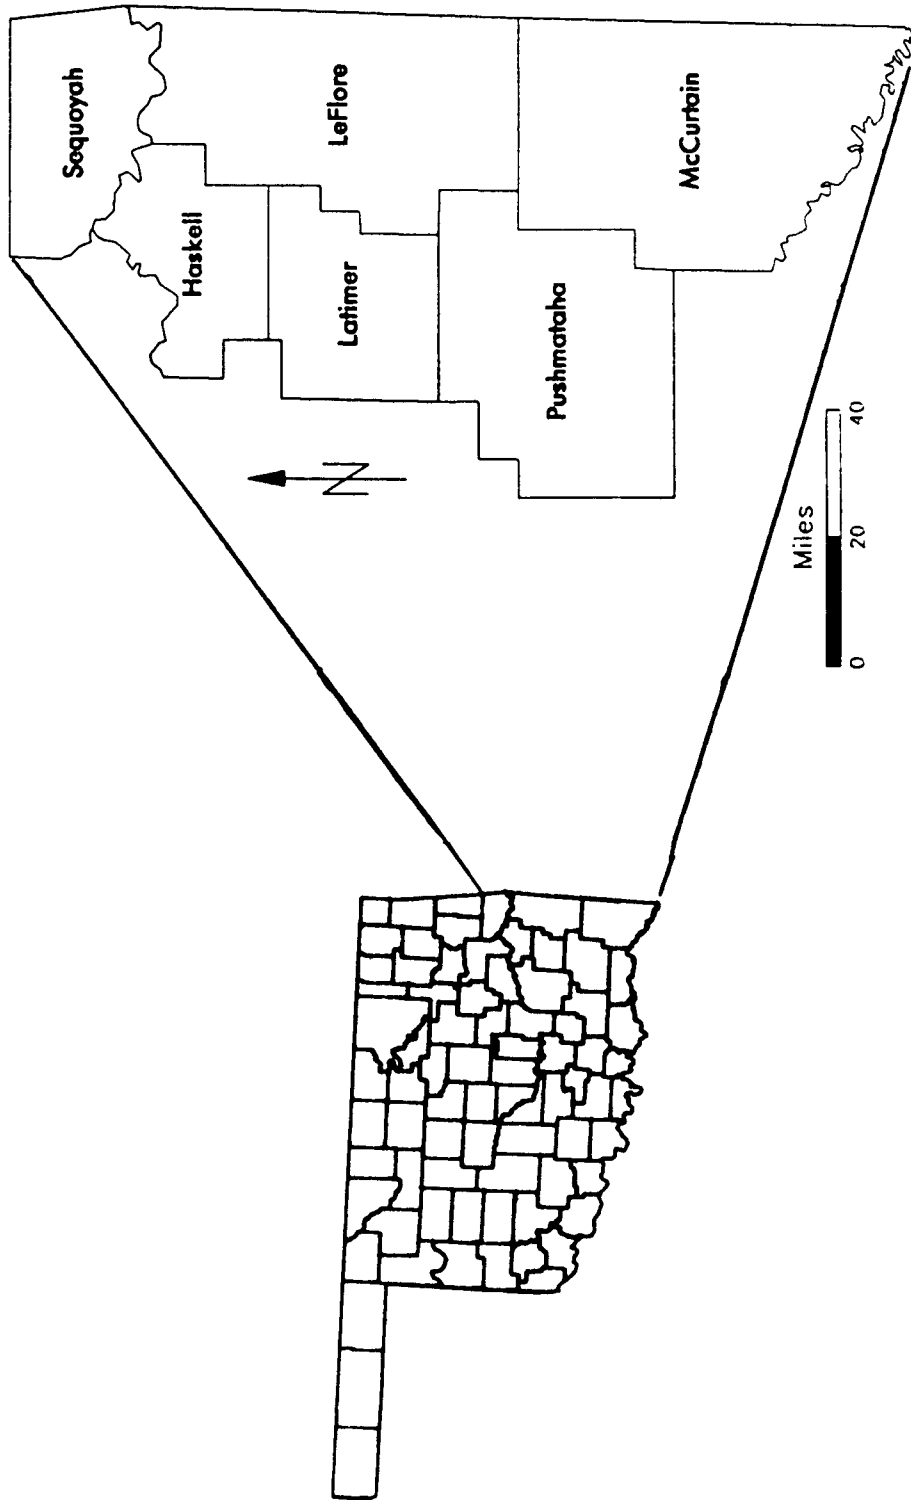 Sequoyah
Haskell
LeFlore
Latimer
Pushmataha
McCurtain
N
Miles
0 20 40